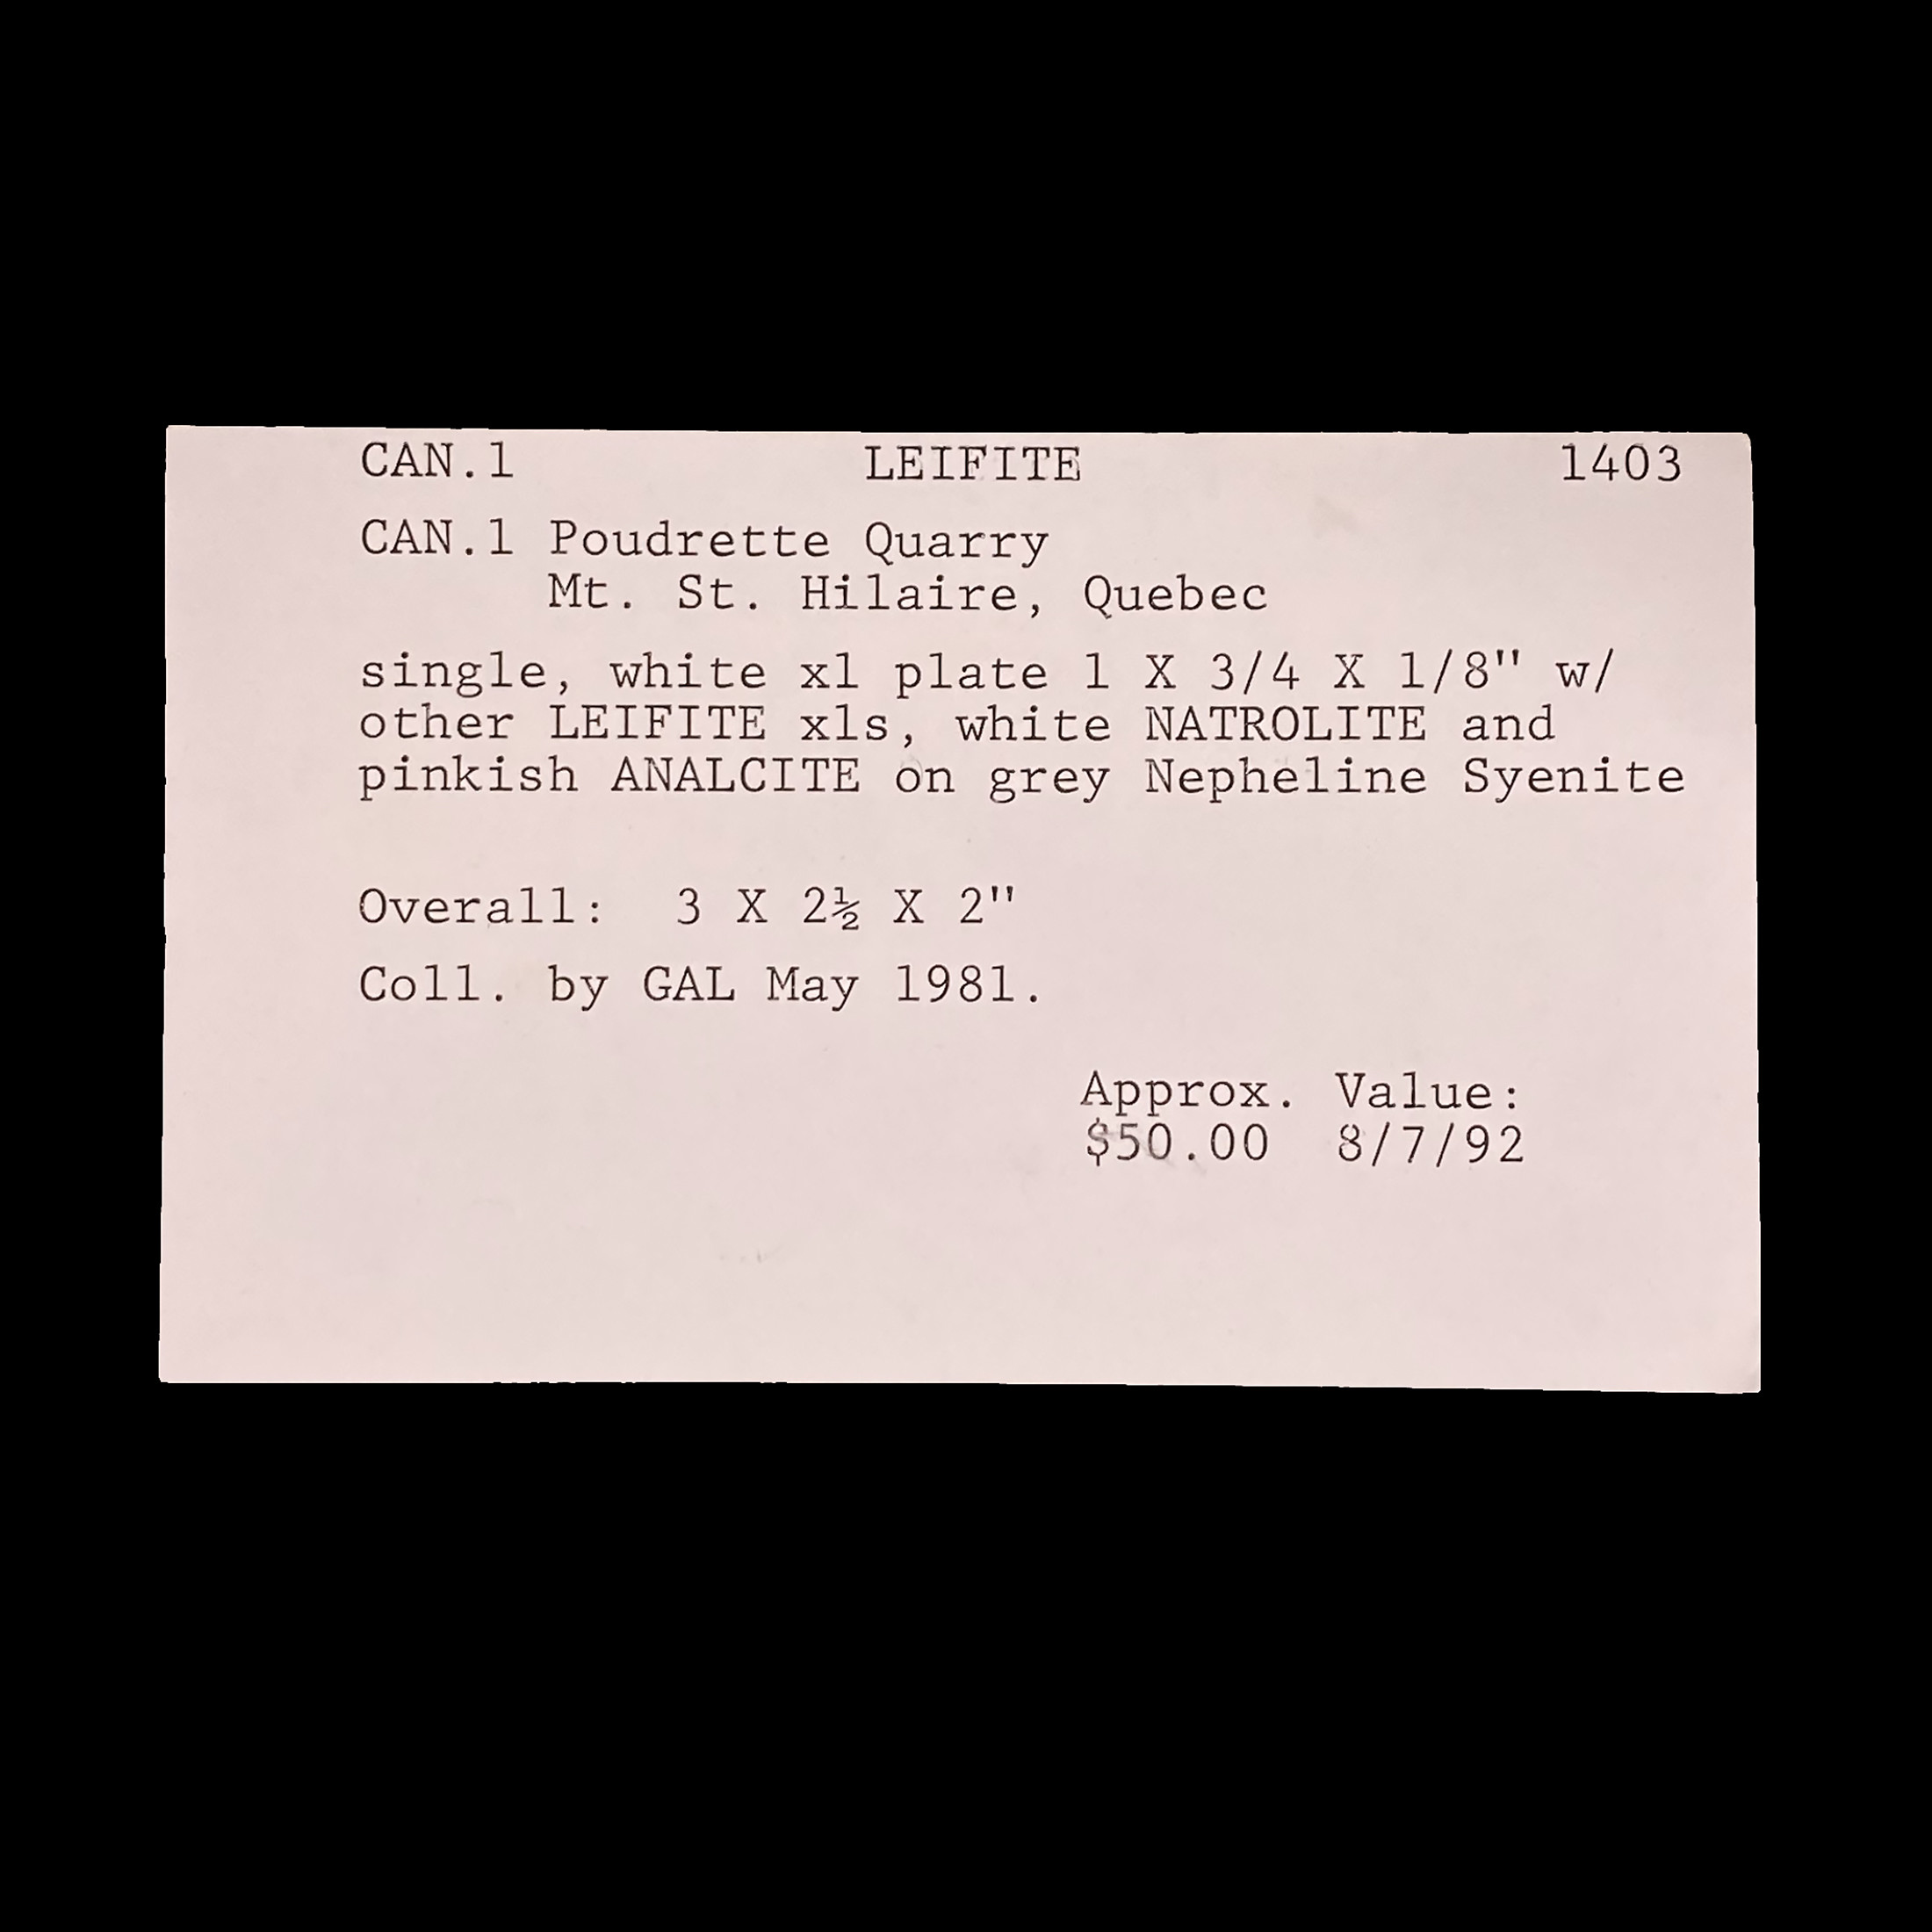 CAN.1 LEIFITE 1403
CAN.1 Poudrette Quarry
Mt. St. Hilaire, Quebec
single, white xl plate 1 X 3/4 X 1/8" w/
other LEIFITE xls, white NATROLITE and
pinkish ANALCITE on grey Nepheline Syenite
Overall: 3 X 2½ X 2"
Coll. by GAL May 1981.
Approx. Value:
$50.00 8/7/92